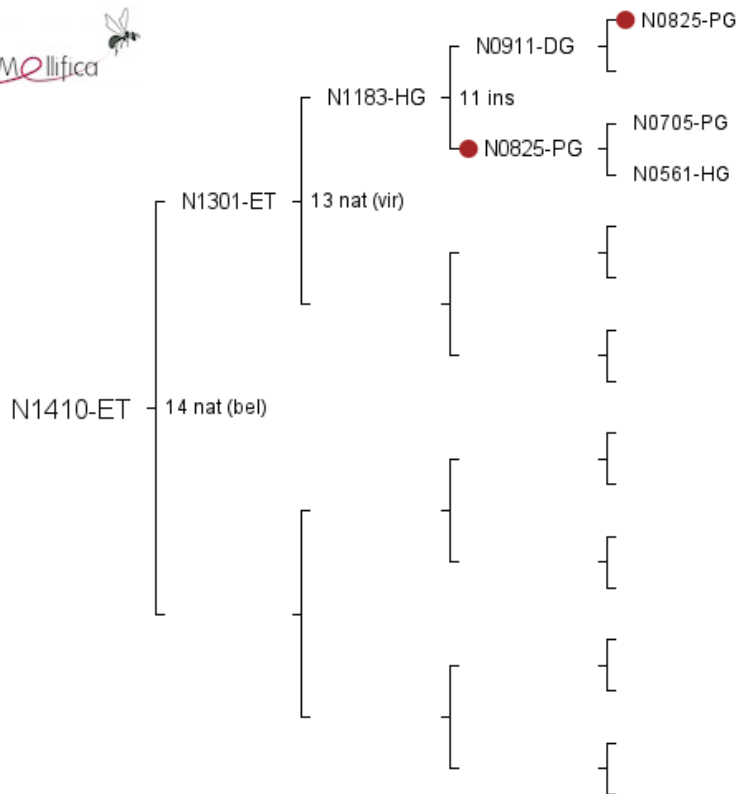 Mellifica
N0825-PG
N0911-DG
N1183-HG
11 ins
N0825-PG
N0705-PG
N0561-HG
N1301-ET
13 nat (vir)
N1410-ET
14 nat (bel)